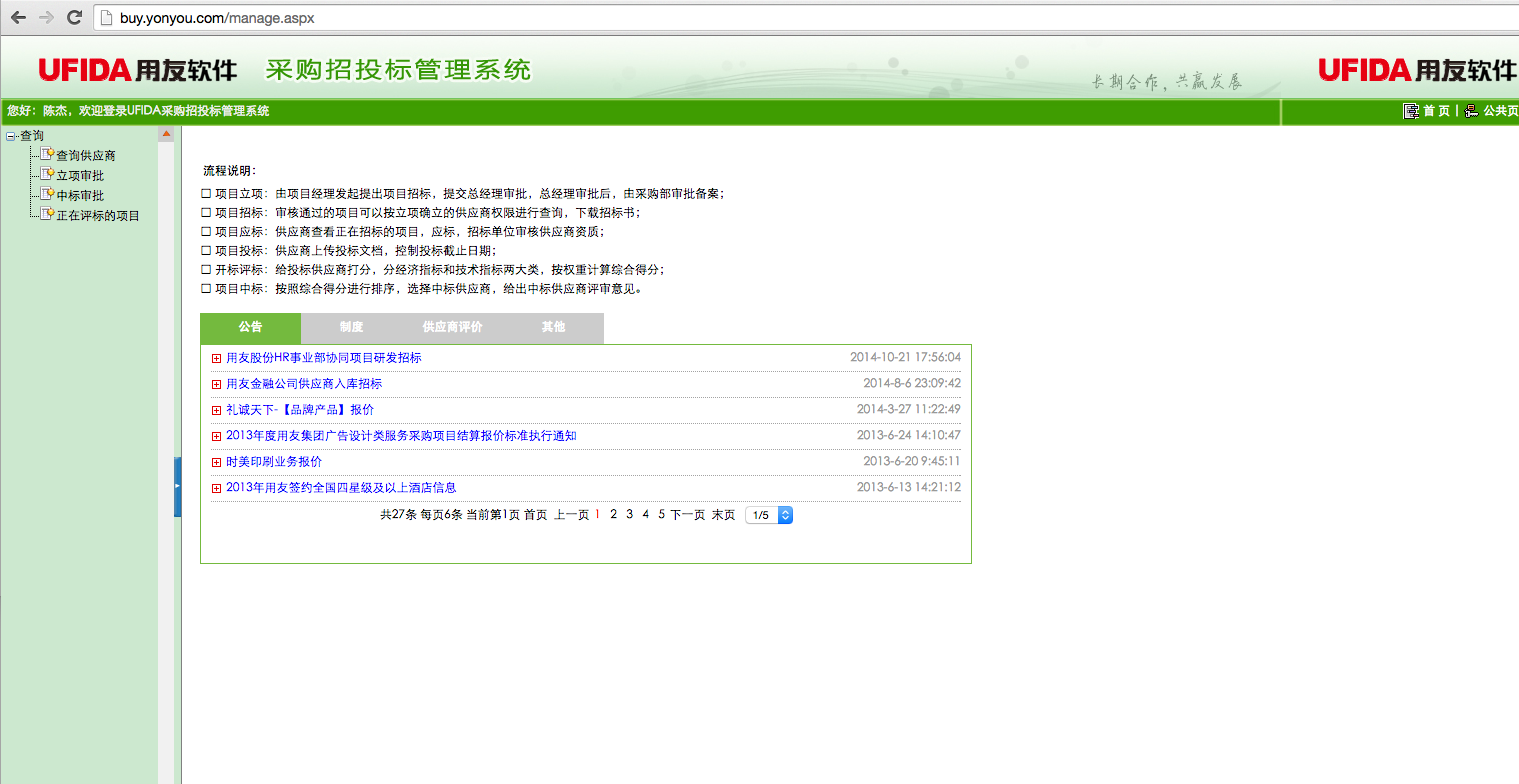 buy.yonyou.com/manage.aspx
UFIDA用友软件 采购招投标管理系统 长期合作，共赢发展 UFIDA用友软件
您好：陈杰，欢迎登录UFIDA采购招投标管理系统 首 页 | 公共页
查询
查询供应商
立项审批
中标审批
正在评标的项目
流程说明：
□ 项目立项：由项目经理发起提出项目招标，提交总经理审批，总经理审批后，由采购部审批备案；
□ 项目招标：审核通过的项目可以按立项确立的供应商权限进行查询，下载招标书；
□ 项目应标：供应商查看正在招标的项目，应标，招标单位审核供应商资质；
□ 项目投标：供应商上传投标文档，控制投标截止日期；
□ 开标评标：给投标供应商打分，分经济指标和技术指标两大类，按权重计算综合得分；
□ 项目中标：按照综合得分进行排序，选择中标供应商，给出中标供应商评审意见。
公告 制度 供应商评价 其他
用友股份HR事业部协同项目研发招标 2014-10-21 17:56:04
用友金融公司供应商入库招标 2014-8-6 23:09:42
礼诚天下-【品牌产品】报价 2014-3-27 11:22:49
2013年度用友集团广告设计类服务采购项目结算报价标准执行通知 2013-6-24 14:10:47
时美印刷业务报价 2013-6-20 9:45:11
2013年用友签约全国四星级及以上酒店信息 2013-6-13 14:21:12
共27条 每页6条 当前第1页 首页 上一页 1 2 3 4 5 下一页 末页 1/5